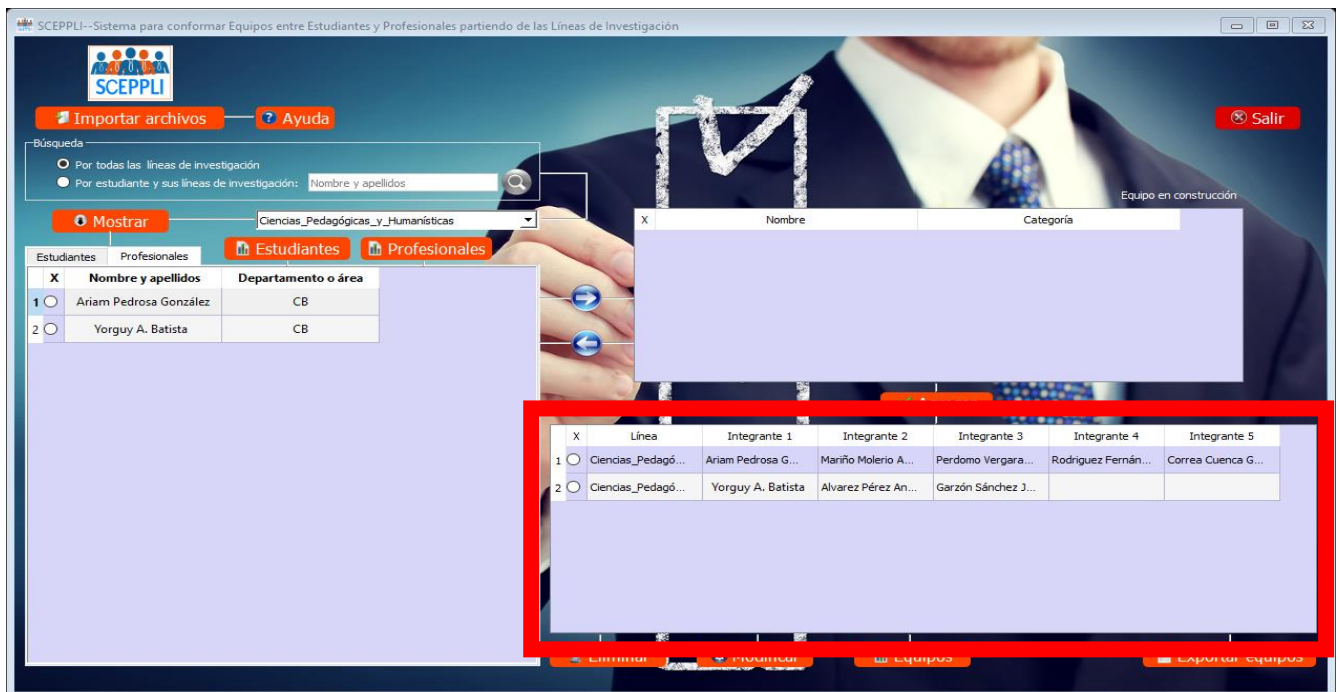 SCEPPLI--Sistema para conformar Equipos entre Estudiantes y Profesionales partiendo de las Líneas de Investigación
SCEPPLI
Importar archivos
Ayuda
Salir
Búsqueda
Por todas las líneas de investigación
Por estudiante y sus líneas de investigación:
Nombre y apellidos
Mostrar
Ciencias_Pedagógicas_y_Humanísticas
Estudiantes
Profesionales
Estudiantes Profesionales
X Nombre y apellidos Departamento o área
1 Ariam Pedrosa González CB
2 Yorguy A. Batista CB
Equipo en construcción
X Nombre Categoría
X Línea Integrante 1 Integrante 2 Integrante 3 Integrante 4 Integrante 5
1 Ciencias_Pedagó... Ariam Pedrosa G... Mariño Molerio A... Perdomo Vergara... Rodriguez Fernán... Correa Cuenca G...
2 Ciencias_Pedagó... Yorguy A. Batista Alvarez Pérez An... Garzón Sánchez J...
Eliminar
Modificar
Equipos
Exportar equipos